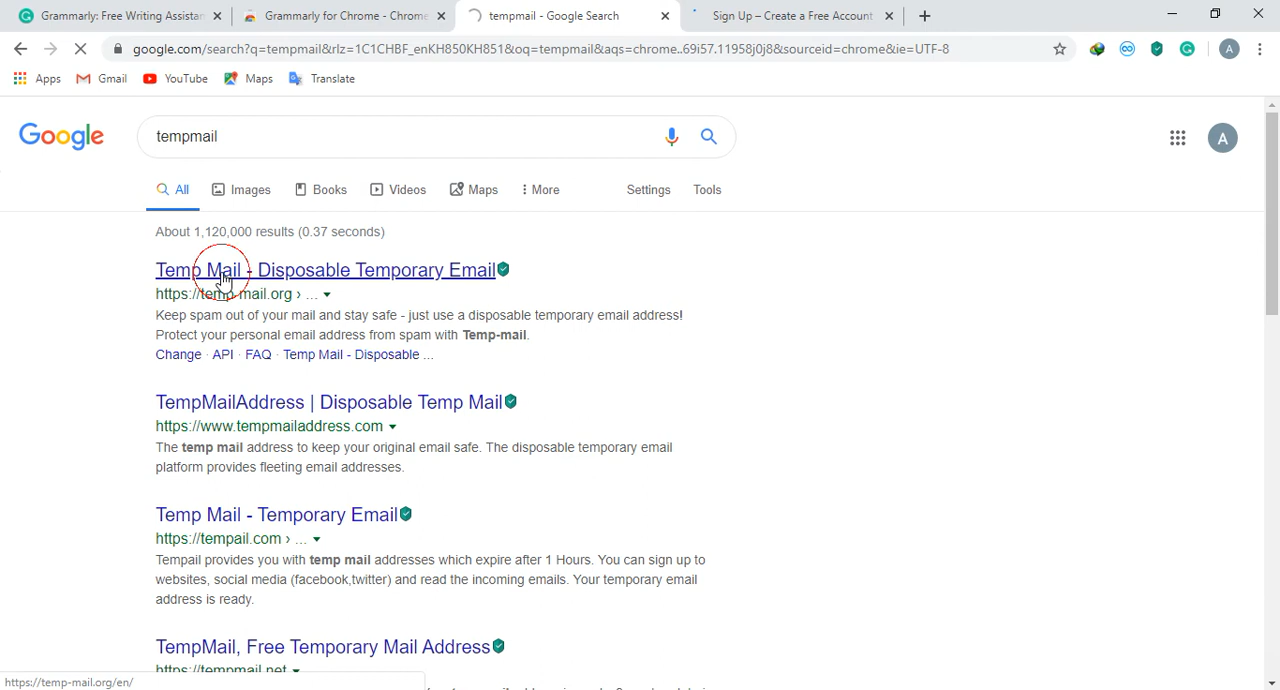 Grammarly: Free Writing Assistan
Grammarly for Chrome - Chrome
tempmail - Google Search
Sign Up – Create a Free Account
google.com/search?q=tempmail&rlz=1C1CHBF_enKH850KH851&oq=tempmail&aqs=chrome..69i57.11958j0j8&sourceid=chrome&ie=UTF-8
A
Apps Gmail YouTube Maps Translate
Google
tempmail
A
All Images Books Videos Maps More Settings Tools
About 1,120,000 results (0.37 seconds)
Temp Mail - Disposable Temporary Email
https://temp-mail.org › ...
Keep spam out of your mail and stay safe - just use a disposable temporary email address!
Protect your personal email address from spam with Temp-mail.
Change · API · FAQ · Temp Mail - Disposable ...
TempMailAddress | Disposable Temp Mail
https://www.tempmailaddress.com
The temp mail address to keep your original email safe. The disposable temporary email
platform provides fleeting email addresses.
Temp Mail - Temporary Email
https://tempail.com › ...
Tempail provides you with temp mail addresses which expire after 1 Hours. You can sign up to
websites, social media (facebook,twitter) and read the incoming emails. Your temporary email
address is ready.
TempMail, Free Temporary Mail Address
https://tempmail.net
https://temp-mail.org/en/